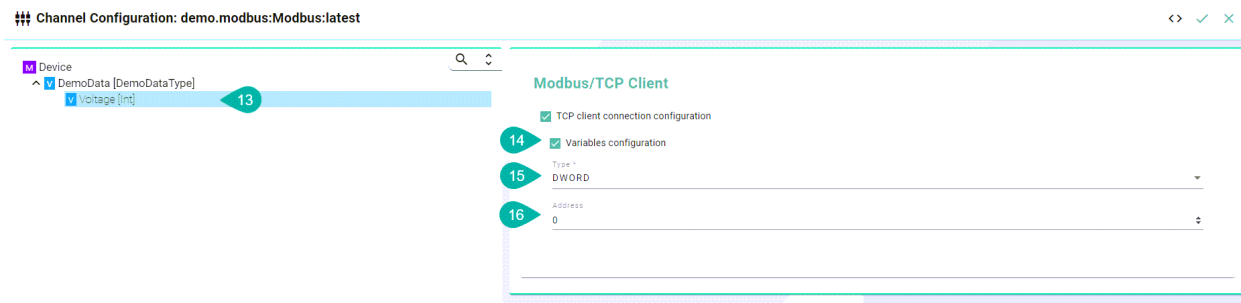 Channel Configuration: demo.modbus:Modbus:latest
M Device
V DemoData [DemoDataType]
V Voltage [Int]
13
Modbus/TCP Client
TCP client connection configuration
14
Variables configuration
Type *
15
DWORD
Address
16
0